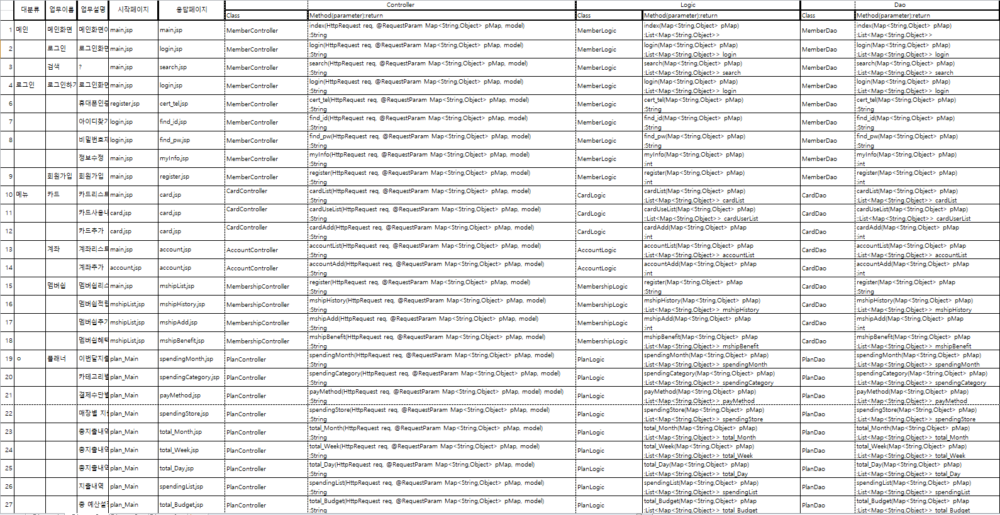 대분류 업무이름 업무설명 시작페이지 응답페이지 Controller Logic Dao
Class Method(parameter):return Class Method(parameter):return Class Method(parameter):return
1 메인 메인화면 메인화면이 main.jsp main.jsp MemberController index(HttpRequest req, @RequestParam Map<String,Object> pMap, model) MemberLogic index(Map<String,Object> pMap) MemberDao index(Map<String,Object> pMap)
:String :List<Map<String,Object>> :List<Map<String,Object>>
2 로그인 로그인화면 main.jsp login.jsp MemberController login(HttpRequest req, @RequestParam Map<String,Object> pMap, model) MemberLogic login(Map<String,Object> pMap) MemberDao login(Map<String,Object> pMap)
:String :List<Map<String,Object>> login :List<Map<String,Object>> login
3 검색 ? main.jsp search.jsp MemberController search(HttpRequest req, @RequestParam Map<String,Object> pMap, model) MemberLogic search(Map<String,Object> pMap) MemberDao search(Map<String,Object> pMap)
:String :List<Map<String,Object>> search :List<Map<String,Object>> search
4 로그인 로그인하기 로그인화면 main.jsp login.jsp MemberController login(HttpRequest req, @RequestParam Map<String,Object> pMap, model) MemberLogic login(Map<String,Object> pMap) MemberDao login(Map<String,Object> pMap)
:String :List<Map<String,Object>> login :List<Map<String,Object>> login
6 휴대폰인증 register.jsp cert_tel.jsp MemberController cert_tel(HttpRequest req, @RequestParam Map<String,Object> pMap, model) MemberLogic cert_tel(Map<String,Object> pMap) MemberDao cert_tel(Map<String,Object> pMap)
:String :String :String
7 아이디찾기 login.jsp find_id.jsp MemberController find_id(HttpRequest req, @RequestParam Map<String,Object> pMap, model) MemberLogic find_id(Map<String,Object> pMap) MemberDao find_id(Map<String,Object> pMap)
:String :String :String
8 비밀번호 login.jsp find_pw.jsp MemberController find_pw(HttpRequest req, @RequestParam Map<String,Object> pMap, model) MemberLogic find_pw(Map<String,Object> pMap) MemberDao find_pw(Map<String,Object> pMap)
:String :String :String
정보수정 main.jsp myInfo.jsp MemberController myInfo(HttpRequest req, @RequestParam Map<String,Object> pMap, model) MemberLogic myInfo(Map<String,Object> pMap) MemberDao myInfo(Map<String,Object> pMap)
:String :int :int
9 회원가입 회원가입 main.jsp register.jsp MemberController register(HttpRequest req, @RequestParam Map<String,Object> pMap, model) MemberLogic register(Map<String,Object> pMap) MemberDao register(Map<String,Object> pMap)
:String :int :int
10 메뉴 카드 카드리스트 main.jsp card.jsp CardController cardList(HttpRequest req, @RequestParam Map<String,Object> pMap, model) CardLogic cardList(Map<String,Object> pMap) CardDao cardList(Map<String,Object> pMap)
:String :List<Map<String,Object>> cardList :List<Map<String,Object>> cardList
11 카드사용내 card.jsp card.jsp CardController cardUseList(HttpRequest req, @RequestParam Map<String,Object> pMap, model) CardLogic cardUseList(Map<String,Object> pMap) CardDao cardUseList(Map<String,Object> pMap)
:String ::List<Map<String,Object>> cardUserList :List<Map<String,Object>> cardUserList
12 카드추가 card.jsp card.jsp CardController cardAdd(HttpRequest req, @RequestParam Map<String,Object> pMap, model) CardLogic cardAdd(Map<String,Object> pMap CardDao cardAdd(Map<String,Object> pMap
:String :int :int
13 계좌 계좌리스트 main.jsp account.jsp AccountController accountList(HttpRequest req, @RequestParam Map<String,Object> pMap, model) AccountLogic accountList(Map<String,Object> pMap CardDao accountList(Map<String,Object> pMap
:String :List<Map<String,Object>> accountList :List<Map<String,Object>> accountList
14 계좌추가 account.jsp account.jsp AccountController accountAdd(HttpRequest req, @RequestParam Map<String,Object> pMap, model) AccountLogic accountAdd(Map<String,Object> pMap CardDao accountAdd(Map<String,Object> pMap
:String :int :int
15 멤버쉽 멤버쉽리스 main.jsp mshipList.jsp MembershipController register(HttpRequest req, @RequestParam Map<String,Object> pMap, model) MembershipLogic register(Map<String,Object> pMap CardDao register(Map<String,Object> pMap
:String :String :String
16 멤버쉽적립 mshipList.jsp mshipHistory.jsp MembershipController mshipHistory(HttpRequest req, @RequestParam Map<String,Object> pMap, model) MembershipLogic mshipHistory(Map<String,Object> pMap CardDao mshipHistory(Map<String,Object> pMap
:String :List<Map<String,Object>> mshipHistory :List<Map<String,Object>> mshipHistory
17 멤버쉽추가 mshipList.jsp mshipAdd.jsp MembershipController mshipAdd(HttpRequest req, @RequestParam Map<String,Object> pMap, model) MembershipLogic mshipAdd(Map<String,Object> pMap CardDao mshipAdd(Map<String,Object> pMap
:String :int :int
18 멤버쉽혜택 mshipList.jsp mshipBenefit.jsp MembershipController mshipBenefit(HttpRequest req, @RequestParam Map<String,Object> pMap, model) MembershipLogic mshipBenefit(Map<String,Object> pMap CardDao mshipBenefit(Map<String,Object> pMap
:String :List<Map<String,Object>> mshipBenefit :List<Map<String,Object>> mshipBenefit
19 ㅇ 플래너 이번달지출 plan_Main spendingMonth.jsp PlanController spendingMonth(HttpRequest req, @RequestParam Map<String,Object> pMap, model) PlanLogic spendingMonth(Map<String,Object> pMap) PlanDao spendingMonth(Map<String,Object> pMap)
:String :List<Map<String,Object>> spendingMonth :List<Map<String,Object>> spendingMonth
20 카테고리별 plan_Main spendingCategory.jsp PlanController spendingCategory(HttpRequest req, @RequestParam Map<String,Object> pMap, model) PlanLogic spendingCategory(Map<String,Object> pMap) PlanDao spendingCategory(Map<String,Object> pMap)
:String :List<Map<String,Object>> spendingCategory :List<Map<String,Object>> spendingCategory
21 결제수단별 plan_Main payMethod.jsp PlanController payMethod(HttpRequest req, @RequestParam Map<String,Object> pMap, model) model) PlanLogic payMethod(Map<String,Object> pMap) PlanDao payMethod(Map<String,Object> pMap)
:String :List<Map<String,Object>> payMethod :List<Map<String,Object>> payMethod
22 매장별 지출 plan_Main spendingStore.jsp PlanController spendingStore(HttpRequest req, @RequestParam Map<String,Object> pMap, model) PlanLogic spendingStore(Map<String,Object> pMap) PlanDao spendingStore(Map<String,Object> pMap)
:String :List<Map<String,Object>> spendingStore :List<Map<String,Object>> spendingStore
23 총지출내역 plan_Main total_Month.jsp PlanController total_Month(HttpRequest req, @RequestParam Map<String,Object> pMap, model) PlanLogic total_Month(Map<String,Object> pMap) PlanDao total_Month(Map<String,Object> pMap)
:String :List<Map<String,Object>> total_Month :List<Map<String,Object>> total_Month
24 총지출내역 plan_Main total_Week.jsp PlanController total_Week(HttpRequest req, @RequestParam Map<String,Object> pMap, model) PlanLogic total_Week(Map<String,Object> pMap) PlanDao total_Week(Map<String,Object> pMap)
:String :List<Map<String,Object>> total_Week :List<Map<String,Object>> total_Week
25 총지출내역 plan_Main total_Day.jsp PlanController total_Day(HttpRequest req, @RequestParam Map<String,Object> pMap, model) PlanLogic total_Day(Map<String,Object> pMap) PlanDao total_Day(Map<String,Object> pMap)
:String :List<Map<String,Object>> total_Day :List<Map<String,Object>> total_Day
26 지출내역 plan_Main spendingList.jsp PlanController spendingList(HttpRequest req, @RequestParam Map<String,Object> pMap, model) PlanLogic spendingList(Map<String,Object> pMap) PlanDao spendingList(Map<String,Object> pMap)
:String :List<Map<String,Object>> spendingList :List<Map<String,Object>> spendingList
27 총 예산설정 plan_Main total_Budget.jsp PlanController total_Budget(HttpRequest req, @RequestParam Map<String,Object> pMap, model) PlanLogic total_Budget(Map<String,Object> pMap PlanDao total_Budget(Map<String,Object> pMap
:String :List<Map<String,Object>> total_Budget :List<Map<String,Object>> total_Budget